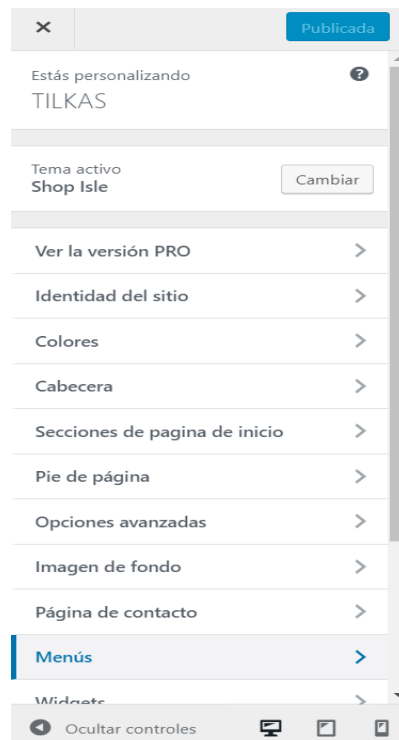 Publicada
Estás personalizando
TILKAS
Tema activo
Shop Isle
Cambiar
Ver la versión PRO
Identidad del sitio
Colores
Cabecera
Secciones de pagina de inicio
Pie de página
Opciones avanzadas
Imagen de fondo
Página de contacto
Menús
Widgets
Ocultar controles